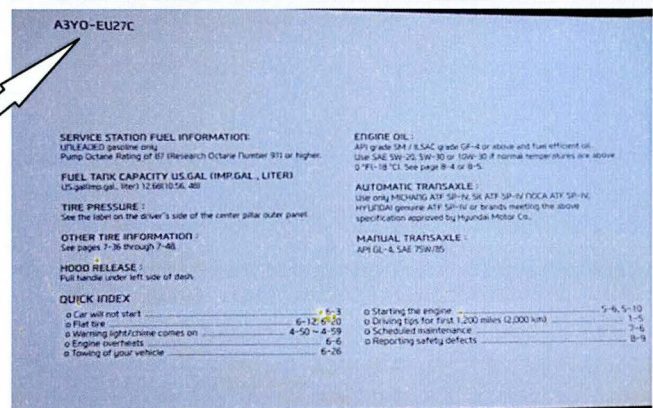 A3YO-EU27C
SERVICE STATION FUEL INFORMATION:
UNLEADED gasoline only
Pump Octane Rating of 87 (Research Octane Number 91) or higher.
FUEL TANK CAPACITY US.GAL (IMP.GAL., LITER)
US.gal(Imp.gal., liter) 12.68(10.56, 48)
TIRE PRESSURE :
See the label on the driver's side of the center pillar outer panel.
OTHER TIRE INFORMATION :
See pages 7-36 through 7-48.
HOOD RELEASE :
Pull handle under left side of dash.
ENGINE OIL :
API grade SM / ILSAC grade GF-4 or above and fuel efficient oil.
Use SAE 5W-20, 5W-30 or 10W-30 if normal temperatures are above
0 °F(-18 °C). See page 8-4 or 8-5.
AUTOMATIC TRANSAXLE :
Use only MICHANG ATF SP-IV, SK ATF SP-IV NOCA ATF SP-IV,
HYUNDAI genuine ATF SP-IV or brands meeting the above
specification approved by Hyundai Motor Co.,
MANUAL TRANSAXLE :
API GL-4, SAE 75W/85
QUICK INDEX
o Car will not start 6-3
o Flat tire 6-12, 6-20
o Warning light/chime comes on 4-50 ~ 4-59
o Engine overheats 6-6
o Towing of your vehicle 6-26
o Starting the engine 5-6, 5-10
o Driving tips for first 1,200 miles (2,000 km) 1-5
o Scheduled maintenance 7-6
o Reporting safety defects 8-9